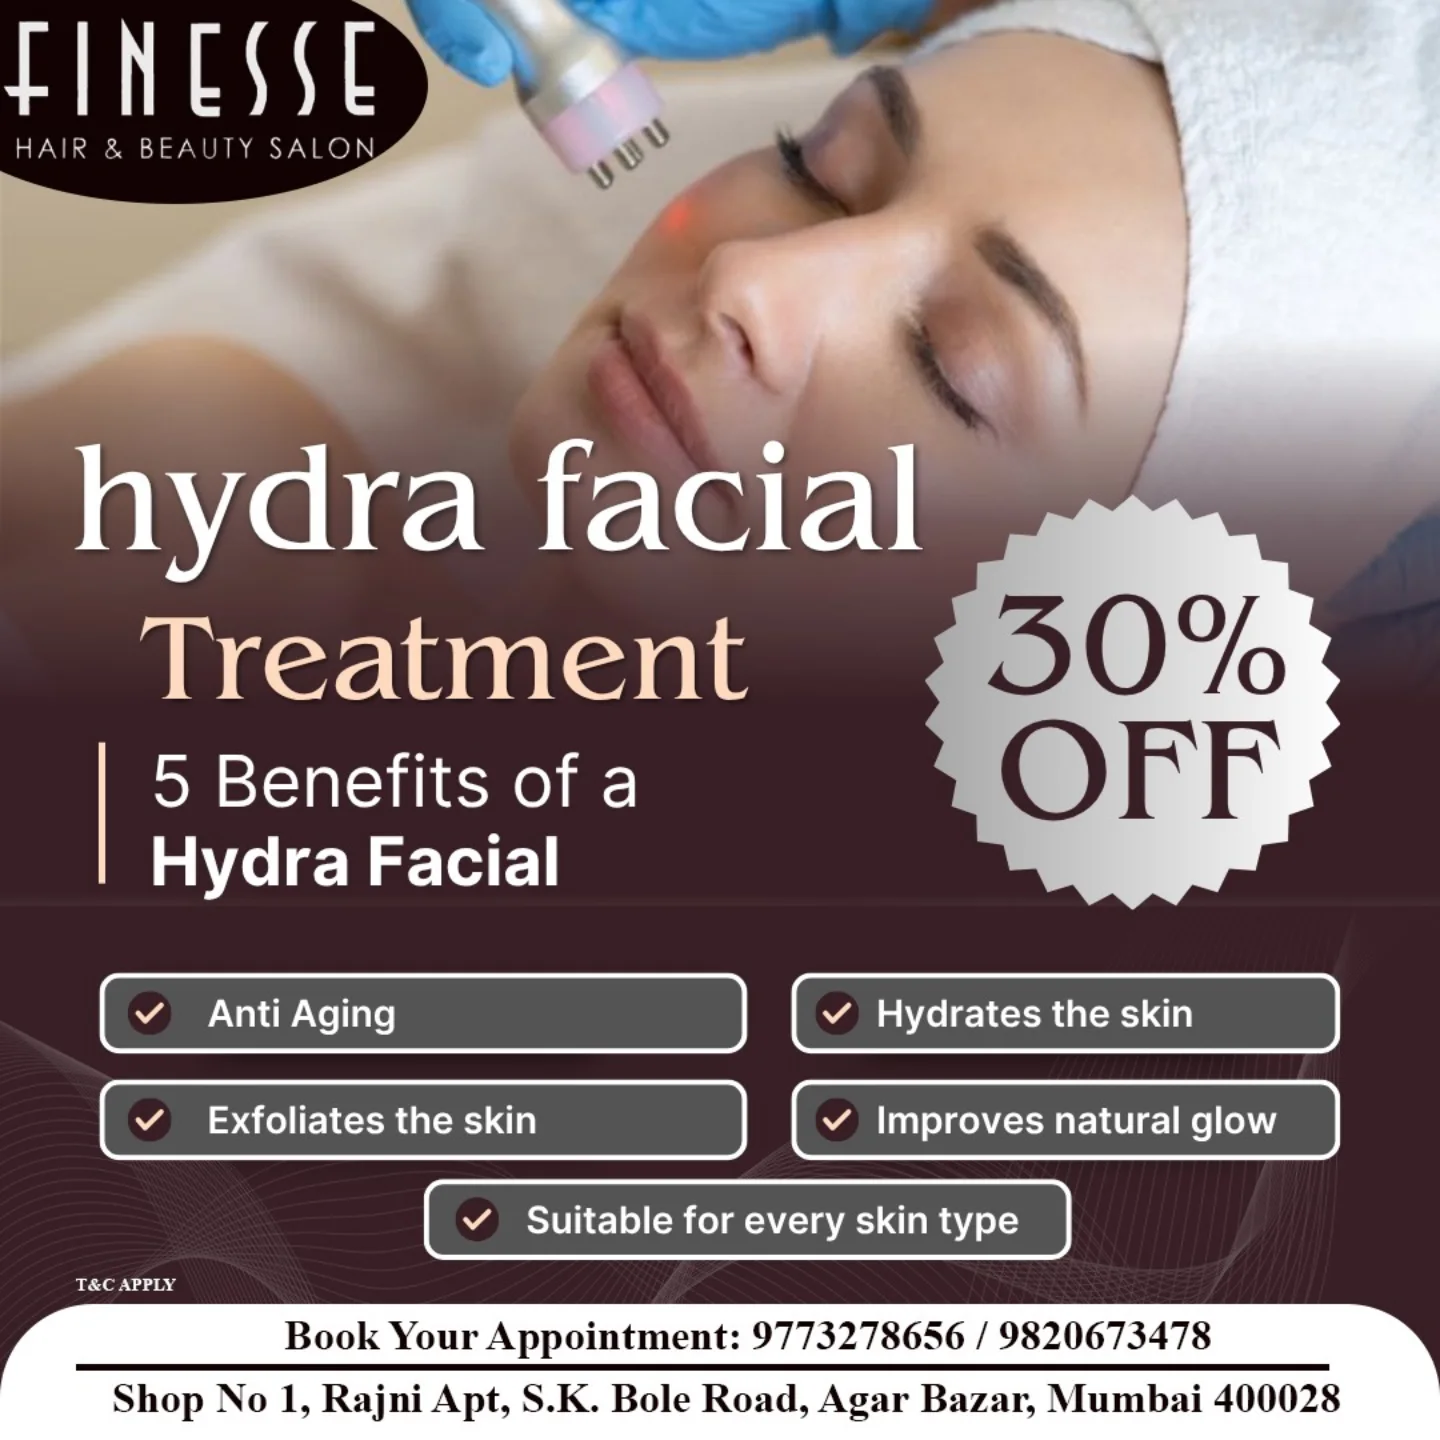 FINESSE
HAIR & BEAUTY SALON
hydra facial
Treatment
30%
OFF
5 Benefits of a
Hydra Facial
Anti Aging
Hydrates the skin
Exfoliates the skin
Improves natural glow
Suitable for every skin type
T&C APPLY
Book Your Appointment: 9773278656 / 9820673478
Shop No 1, Rajni Apt, S.K. Bole Road, Agar Bazar, Mumbai 400028